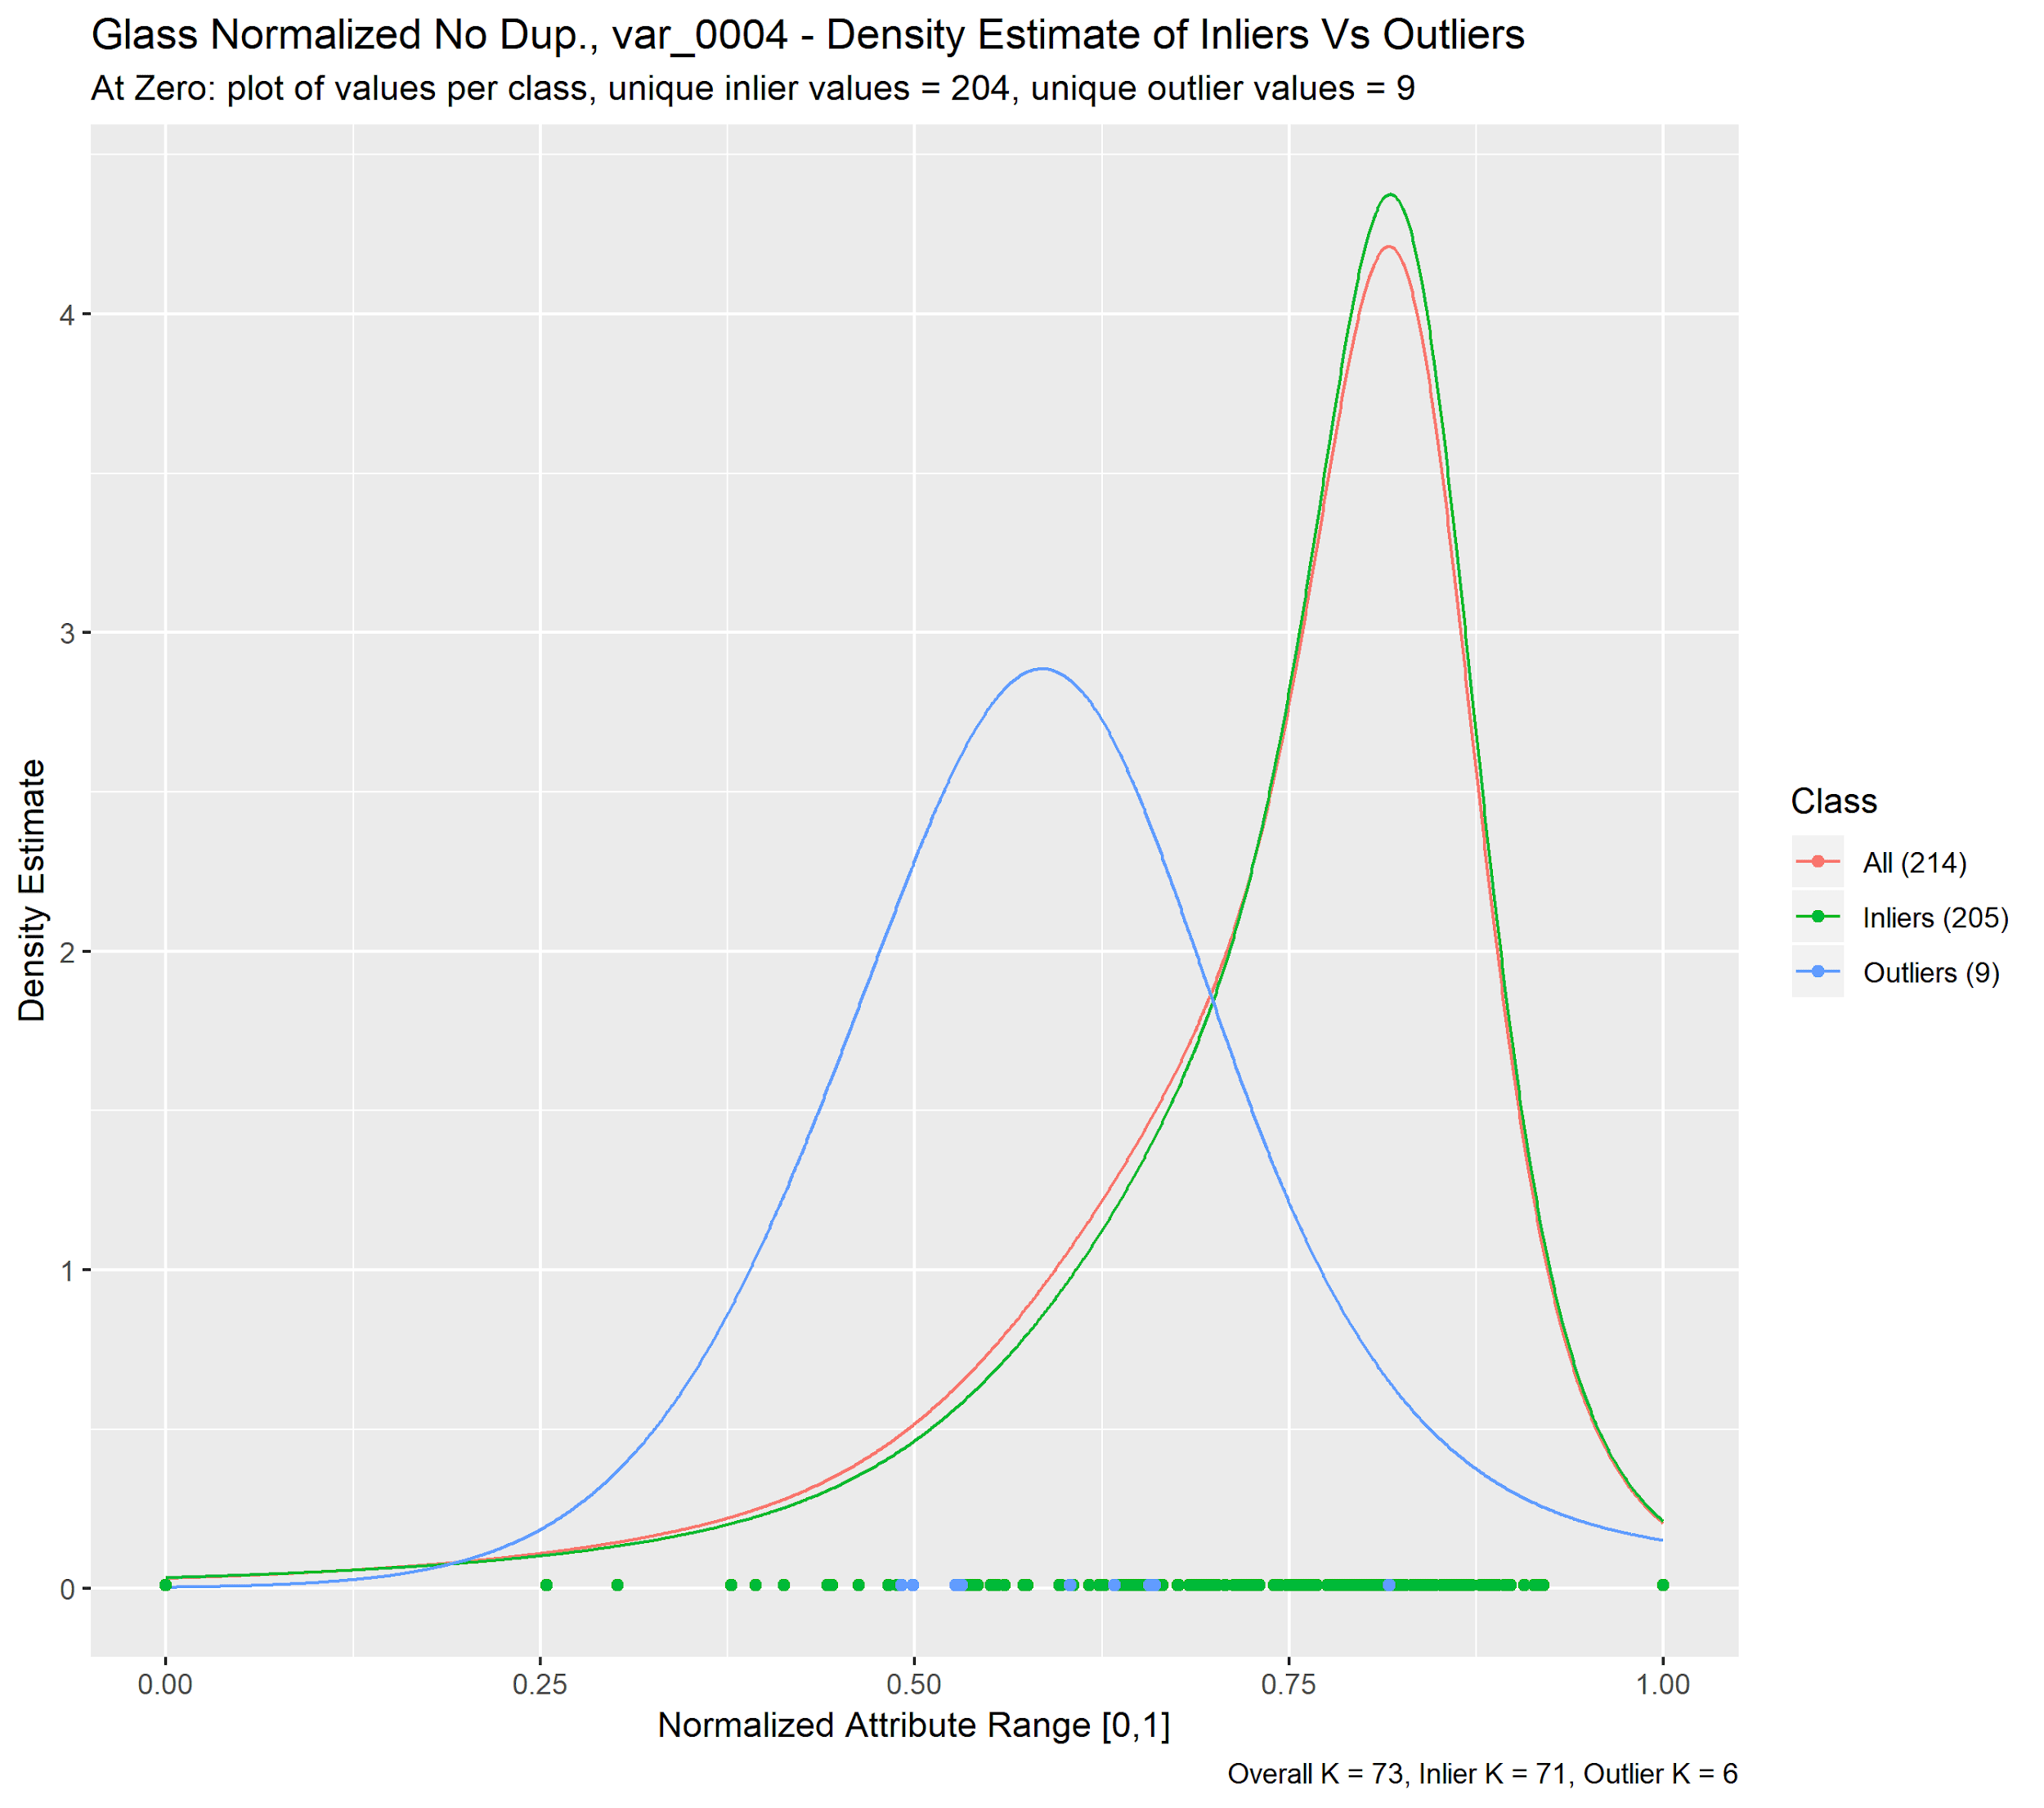 Glass Normalized No Dup., var_0004 - Density Estimate of Inliers Vs Outliers
At Zero: plot of values per class, unique inlier values = 204, unique outlier values = 9
Density Estimate
4
3
2
1
0
0.00 0.25 0.50 0.75 1.00
Normalized Attribute Range [0,1]
Class
All (214)
Inliers (205)
Outliers (9)
Overall K = 73, Inlier K = 71, Outlier K = 6